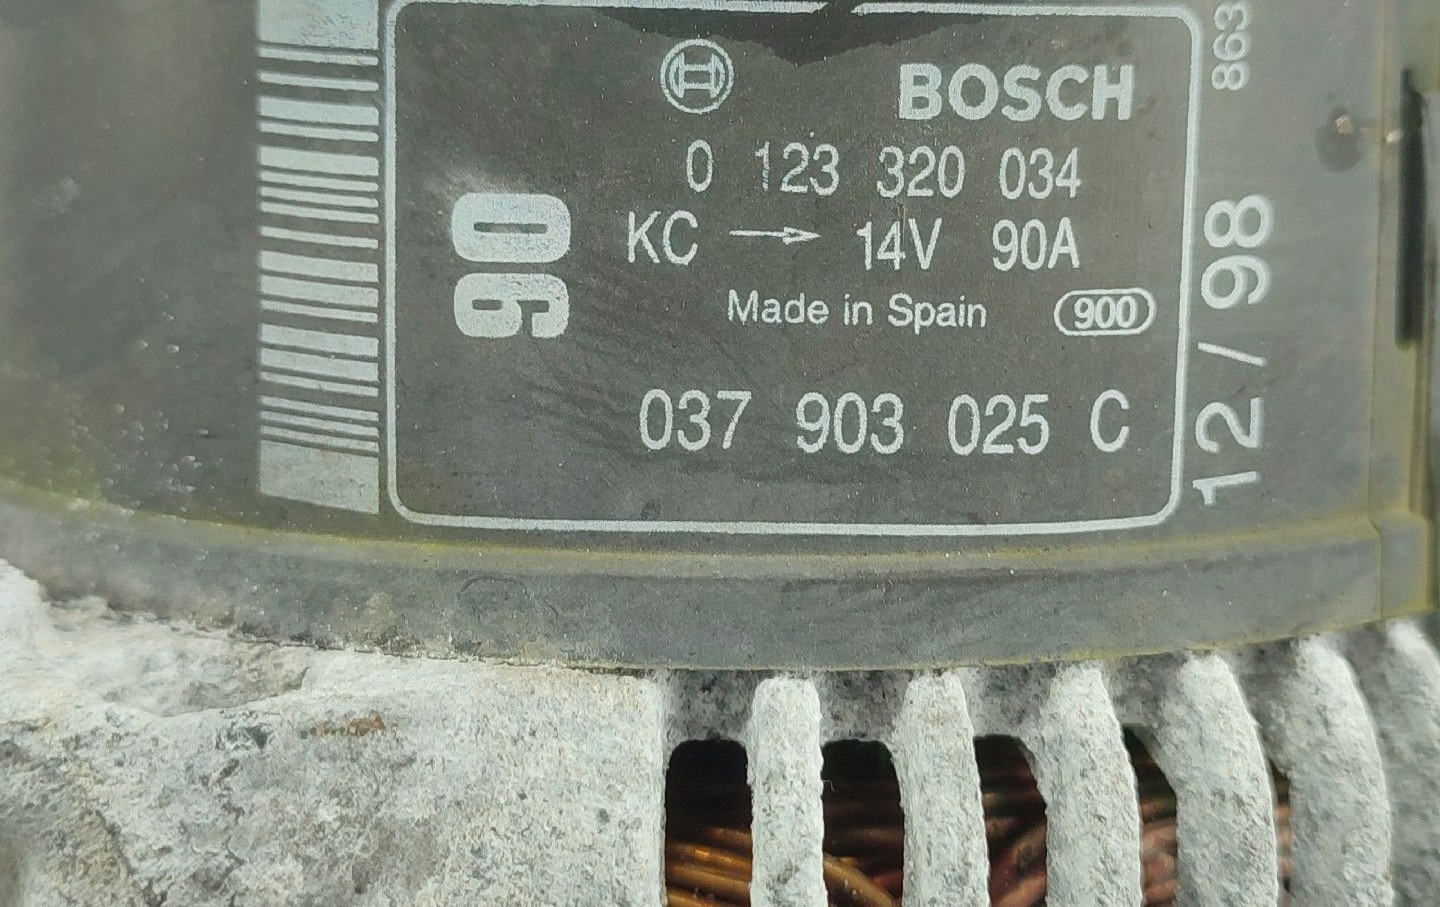 BOSCH
0 123 320 034
KC → 14V 90A
Made in Spain 900
037 903 025 C
90
12/98
863